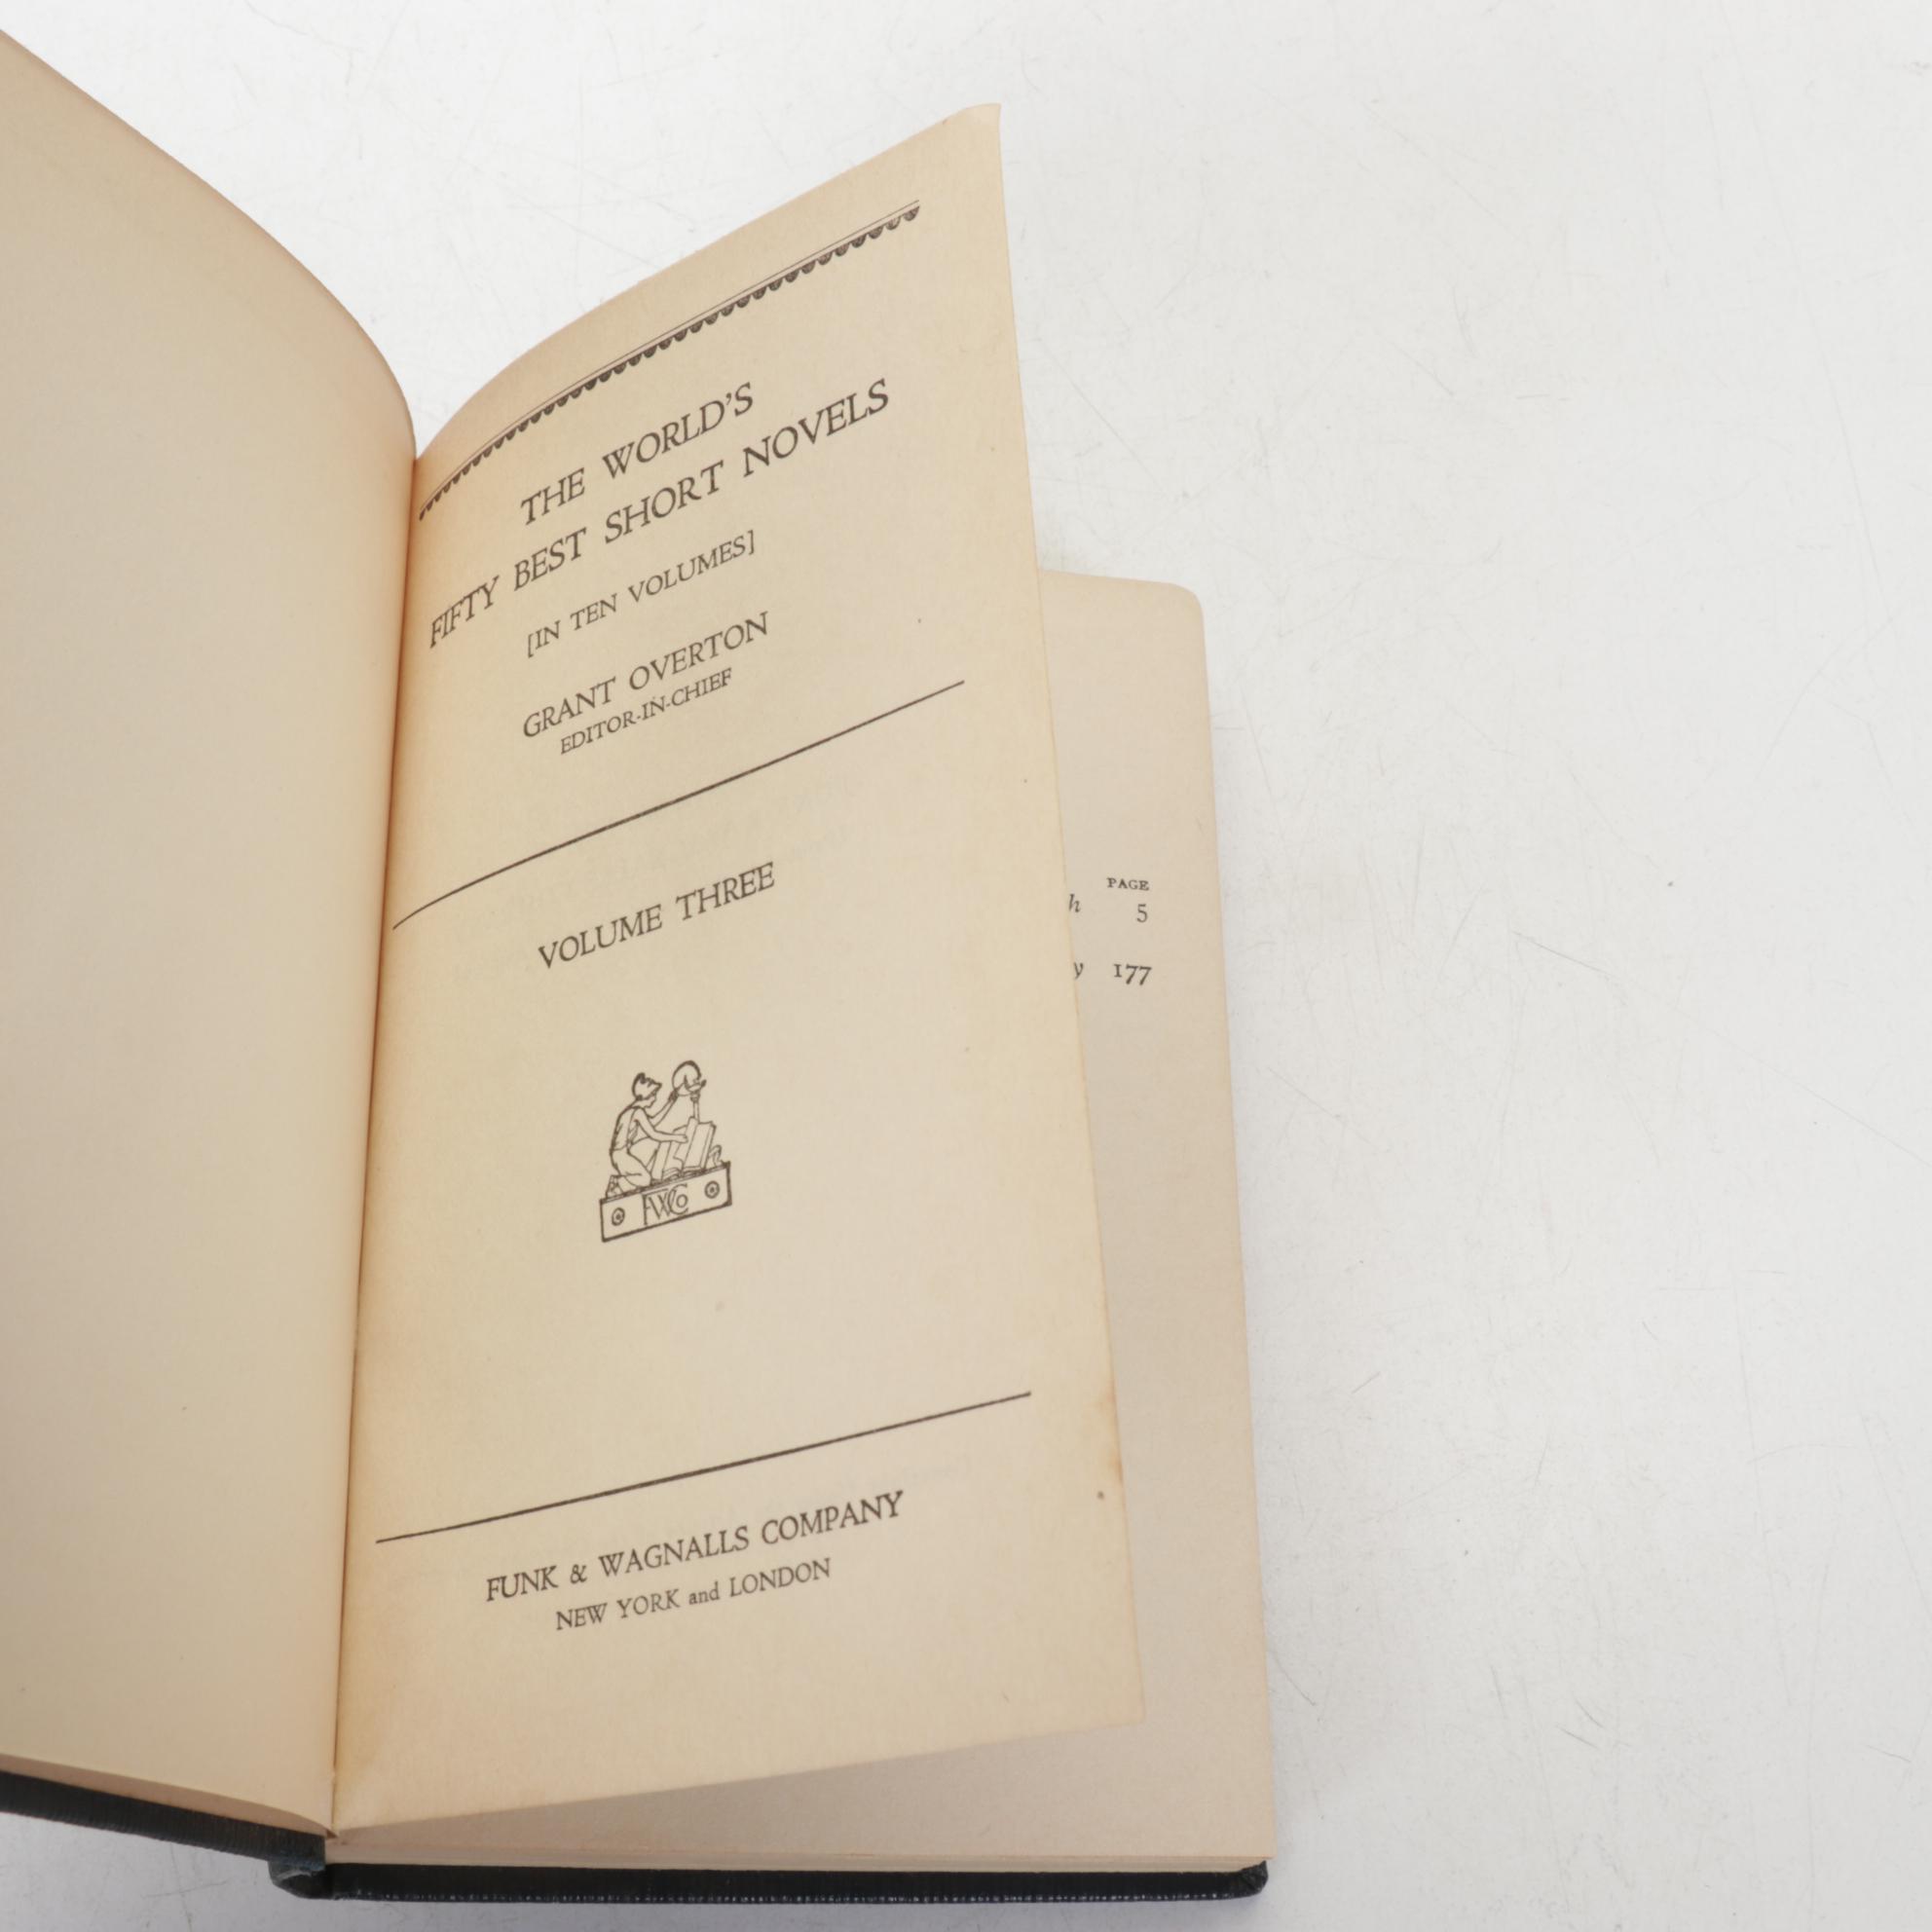 THE WORLD'S
FIFTY BEST SHORT NOVELS
[IN TEN VOLUMES]
GRANT OVERTON
EDITOR-IN-CHIEF
VOLUME THREE
FWCo
FUNK & WAGNALLS COMPANY
NEW YORK and LONDON
PAGE
h 5
y 177